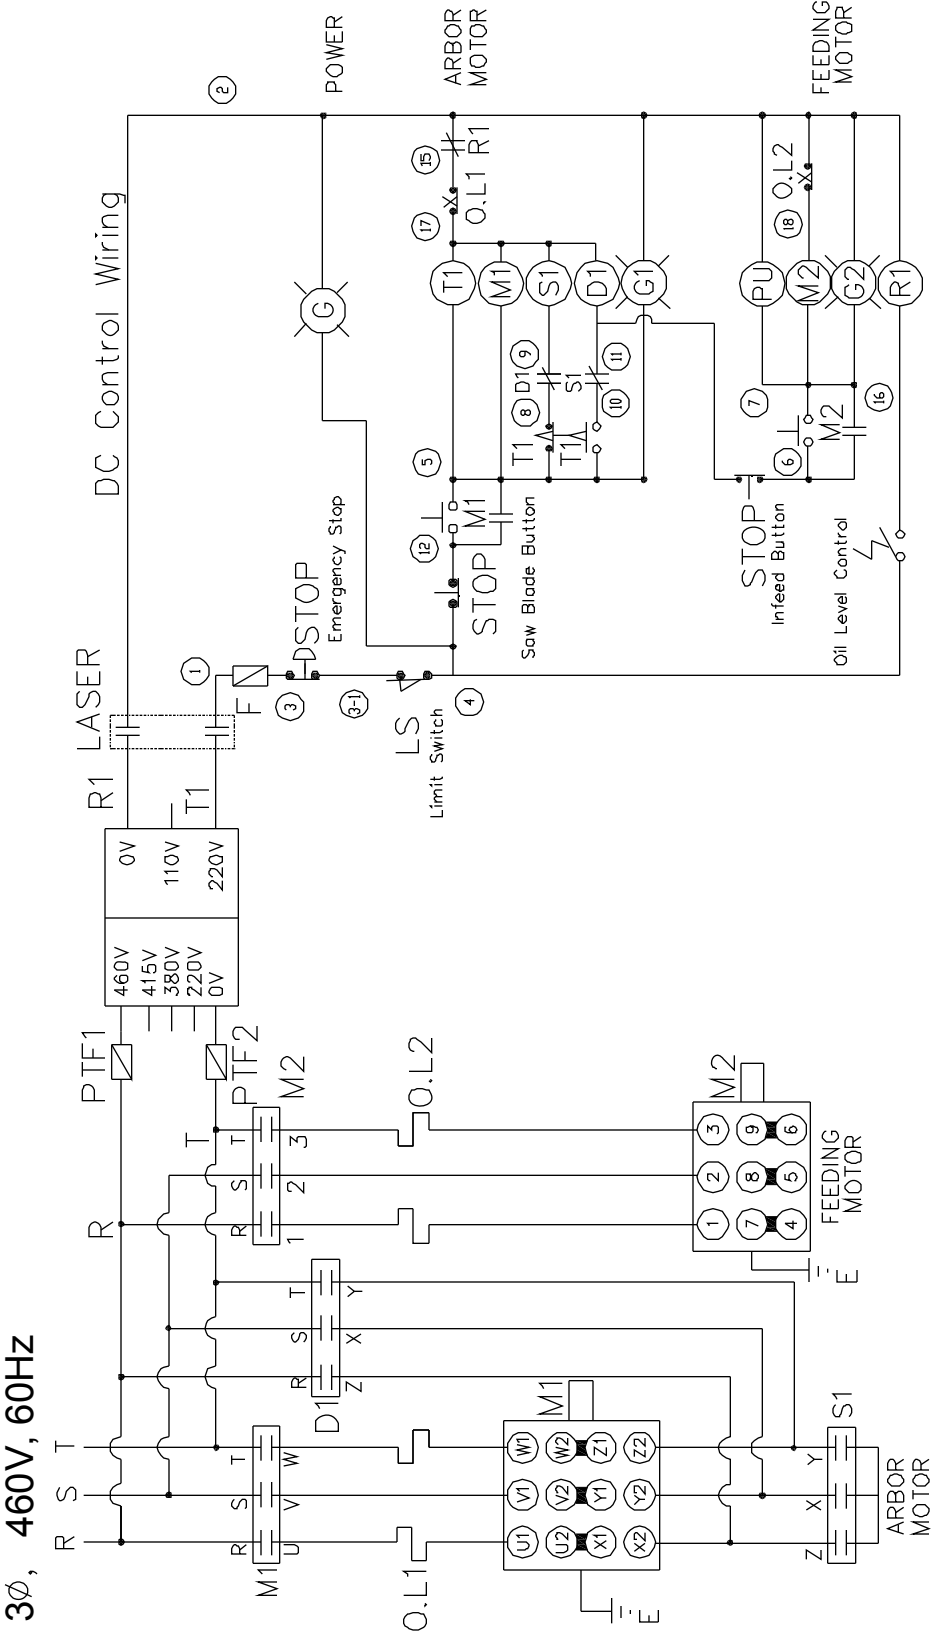 3Ø, 460V, 60Hz
R
S
T
R
T
PTF1
PTF2
460V
415V
380V
220V
0V
0V
110V
220V
R1
T1
LASER
DC Control Wiring
1
2
F
3
STOP
Emergency Stop
3-1
LS
Limit Switch
4
G
POWER
STOP
Saw Blade Button
12
M1
5
T1
8
D1
9
T1
10
S1
11
T1
M1
S1
D1
G1
17
O.L1
15
R1
ARBOR
MOTOR
STOP
Infeed Button
6
7
M2
16
PU
M2
G2
R1
18
O.L2
FEEDING
MOTOR
Oil Level Control
M1
R
S
T
U
V
W
D1
R
S
T
Z
X
Y
M2
R
S
T
1
2
3
O.L1
O.L2
M1
U1
V1
W1
U2
V2
W2
X1
Y1
Z1
X2
Y2
Z2
E
S1
Z
X
Y
ARBOR
MOTOR
M2
1
2
3
7
8
9
4
5
6
E
FEEDING
MOTOR